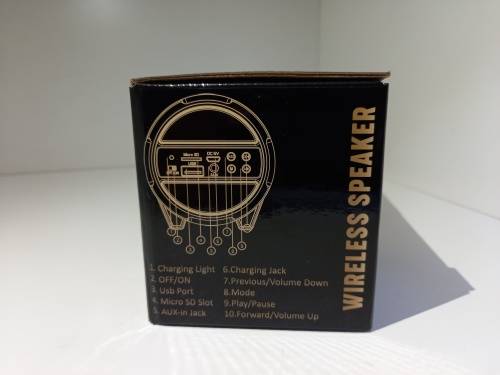 WIRELESS SPEAKER
Micro SD DC 5V
USB
1. Charging Light 6.Charging Jack
2. OFF/ON 7.Previous/Volume Down
3. Usb Port 8.Mode
4. Micro SD Slot 9.Play/Pause
5. AUX-in Jack 10.Forward/Volume Up